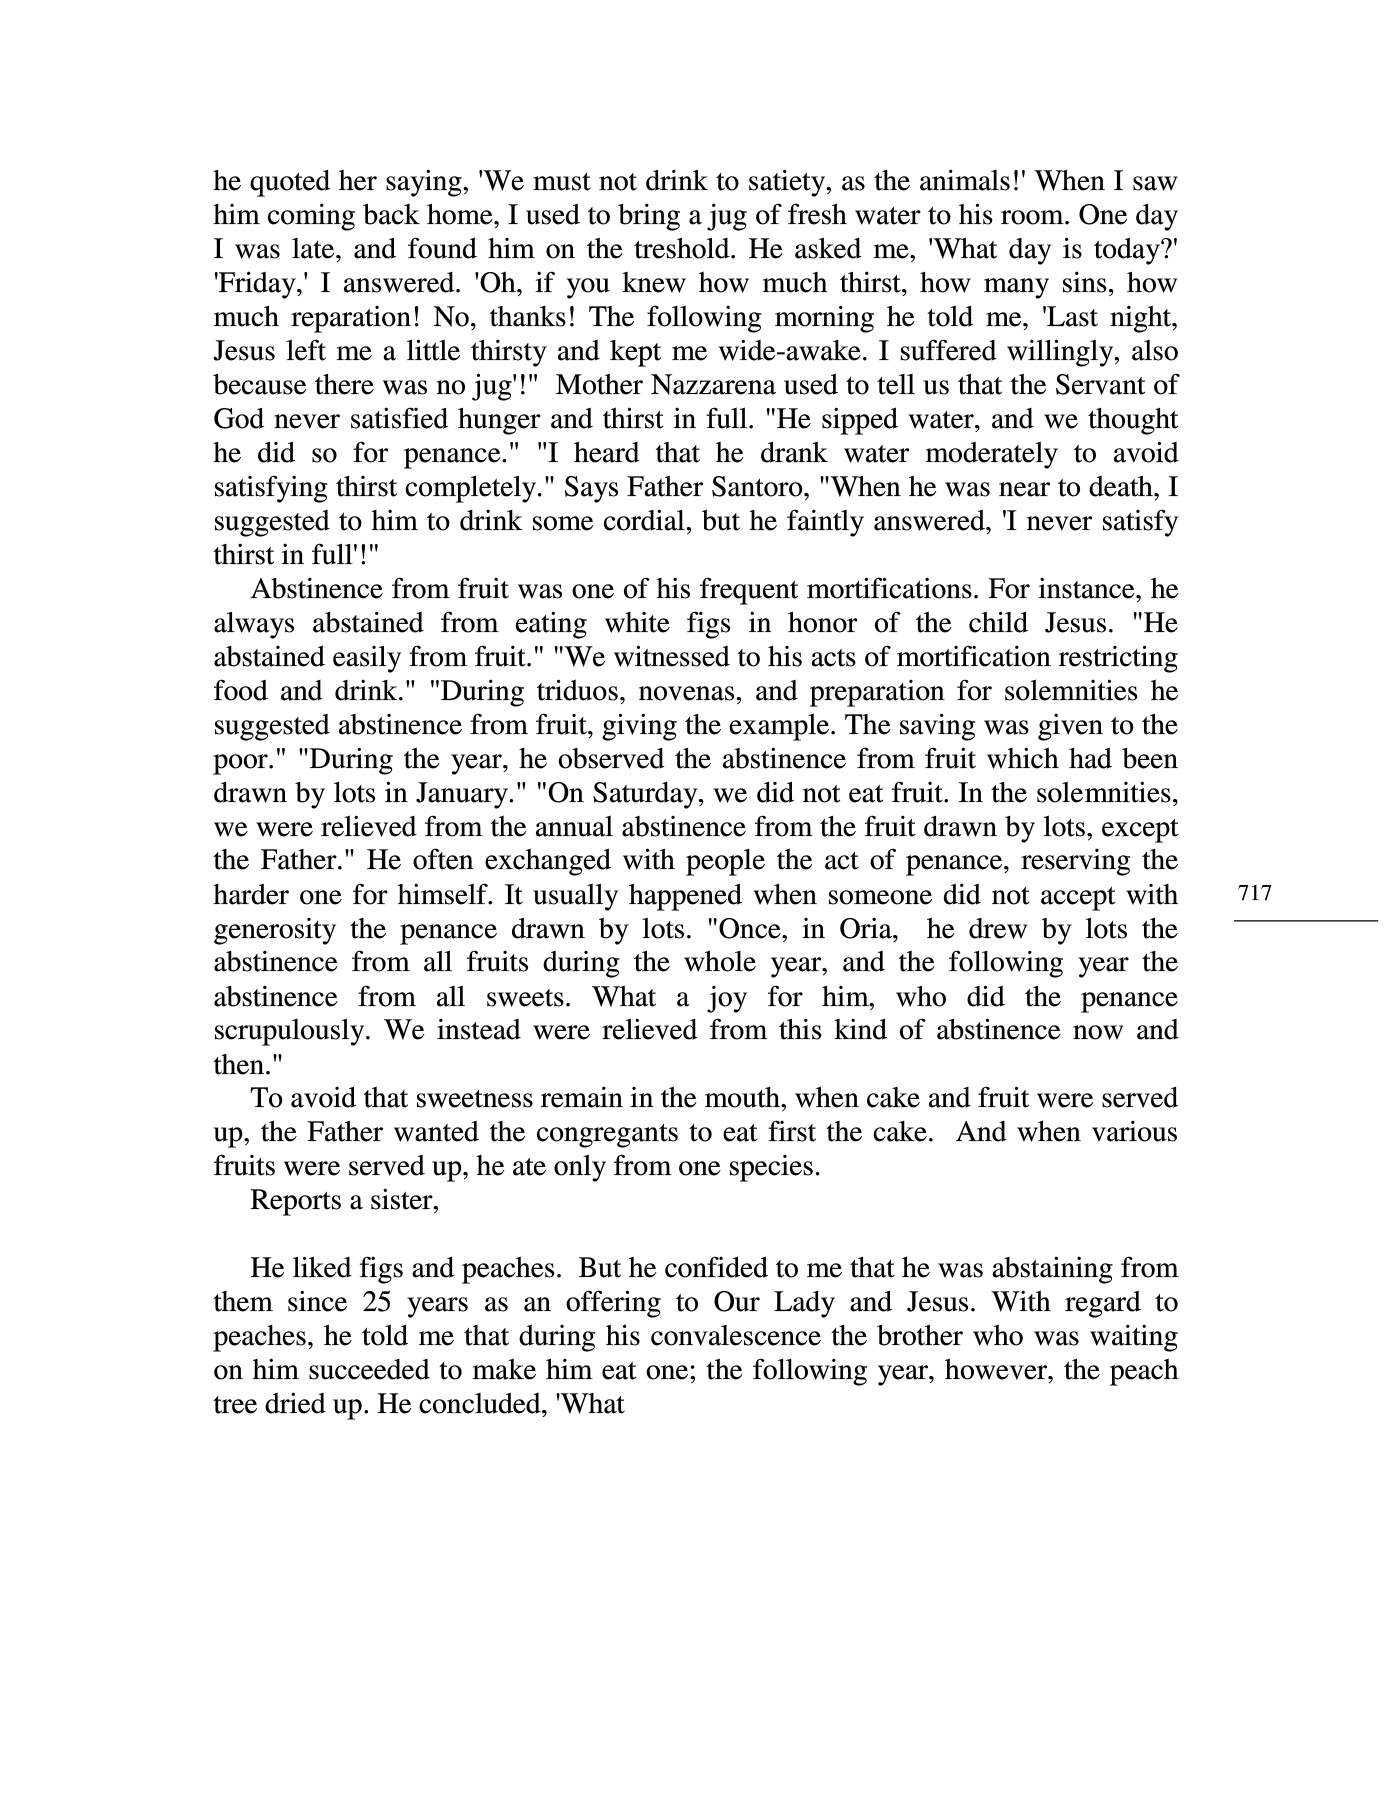 he quoted her saying, 'We must not drink to satiety, as the animals!' When I saw
him coming back home, I used to bring a jug of fresh water to his room. One day
I was late, and found him on the treshold. He asked me, 'What day is today?'
'Friday,' I answered. 'Oh, if you knew how much thirst, how many sins, how
much reparation! No, thanks! The following morning he told me, 'Last night,
Jesus left me a little thirsty and kept me wide-awake. I suffered willingly, also
because there was no jug'!"  Mother Nazzarena used to tell us that the Servant of
God never satisfied hunger and thirst in full. "He sipped water, and we thought
he did so for penance." "I heard that he drank water moderately to avoid
satisfying thirst completely." Says Father Santoro, "When he was near to death, I
suggested to him to drink some cordial, but he faintly answered, 'I never satisfy
thirst in full'!"
Abstinence from fruit was one of his frequent mortifications. For instance, he
always abstained from eating white figs in honor of the child Jesus. "He
abstained easily from fruit." "We witnessed to his acts of mortification restricting
food and drink." "During triduos, novenas, and preparation for solemnities he
suggested abstinence from fruit, giving the example. The saving was given to the
poor." "During the year, he observed the abstinence from fruit which had been
drawn by lots in January." "On Saturday, we did not eat fruit. In the solemnities,
we were relieved from the annual abstinence from the fruit drawn by lots, except
the Father." He often exchanged with people the act of penance, reserving the
harder one for himself. It usually happened when someone did not accept with
generosity the penance drawn by lots. "Once, in Oria,  he drew by lots the
abstinence from all fruits during the whole year, and the following year the
abstinence from all sweets. What a joy for him, who did the penance
scrupulously. We instead were relieved from this kind of abstinence now and
then."
To avoid that sweetness remain in the mouth, when cake and fruit were served
up, the Father wanted the congregants to eat first the cake.  And when various
fruits were served up, he ate only from one species.
Reports a sister,
He liked figs and peaches.  But he confided to me that he was abstaining from
them since 25 years as an offering to Our Lady and Jesus. With regard to
peaches, he told me that during his convalescence the brother who was waiting
on him succeeded to make him eat one; the following year, however, the peach
tree dried up. He concluded, 'What
717